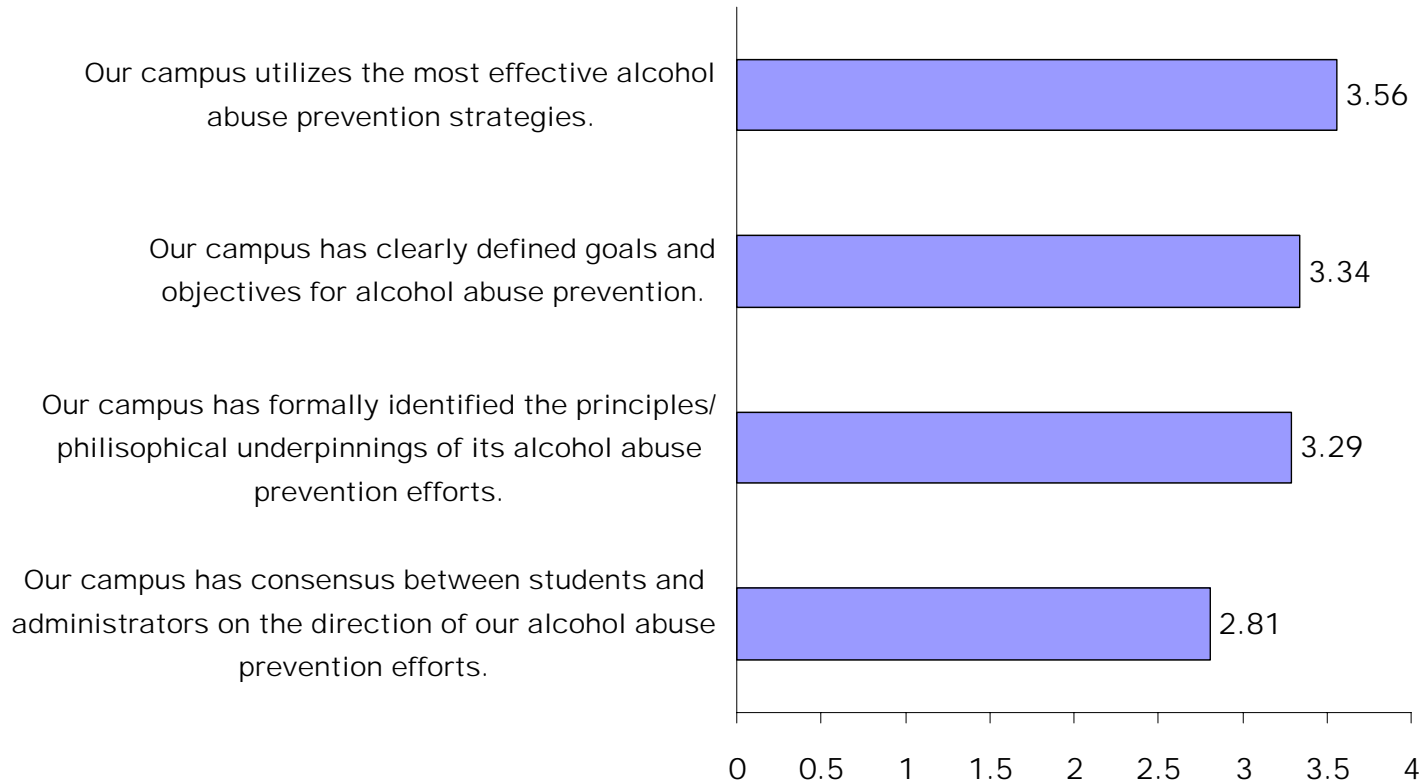 Our campus utilizes the most effective alcohol
abuse prevention strategies.
3.56
Our campus has clearly defined goals and
objectives for alcohol abuse prevention.
3.34
Our campus has formally identified the principles/
philisophical underpinnings of its alcohol abuse
prevention efforts.
3.29
Our campus has consensus between students and
administrators on the direction of our alcohol abuse
prevention efforts.
2.81
0 0.5 1 1.5 2 2.5 3 3.5 4